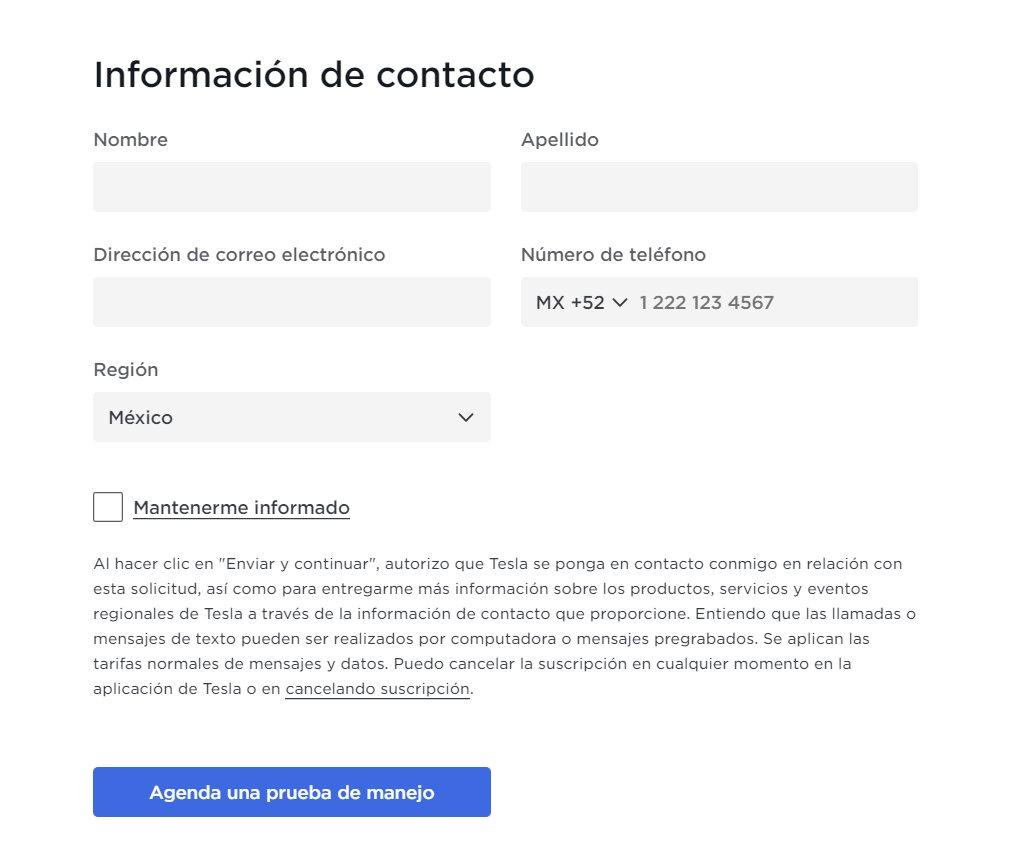 Información de contacto
Nombre
Apellido
Dirección de correo electrónico
Número de teléfono
MX +52 1 222 123 4567
Región
México
Mantenerme informado
Al hacer clic en "Enviar y continuar", autorizo que Tesla se ponga en contacto conmigo en relación con
esta solicitud, así como para entregarme más información sobre los productos, servicios y eventos
regionales de Tesla a través de la información de contacto que proporcione. Entiendo que las llamadas o
mensajes de texto pueden ser realizados por computadora o mensajes pregrabados. Se aplican las
tarifas normales de mensajes y datos. Puedo cancelar la suscripción en cualquier momento en la
aplicación de Tesla o en cancelando suscripción.
Agenda una prueba de manejo